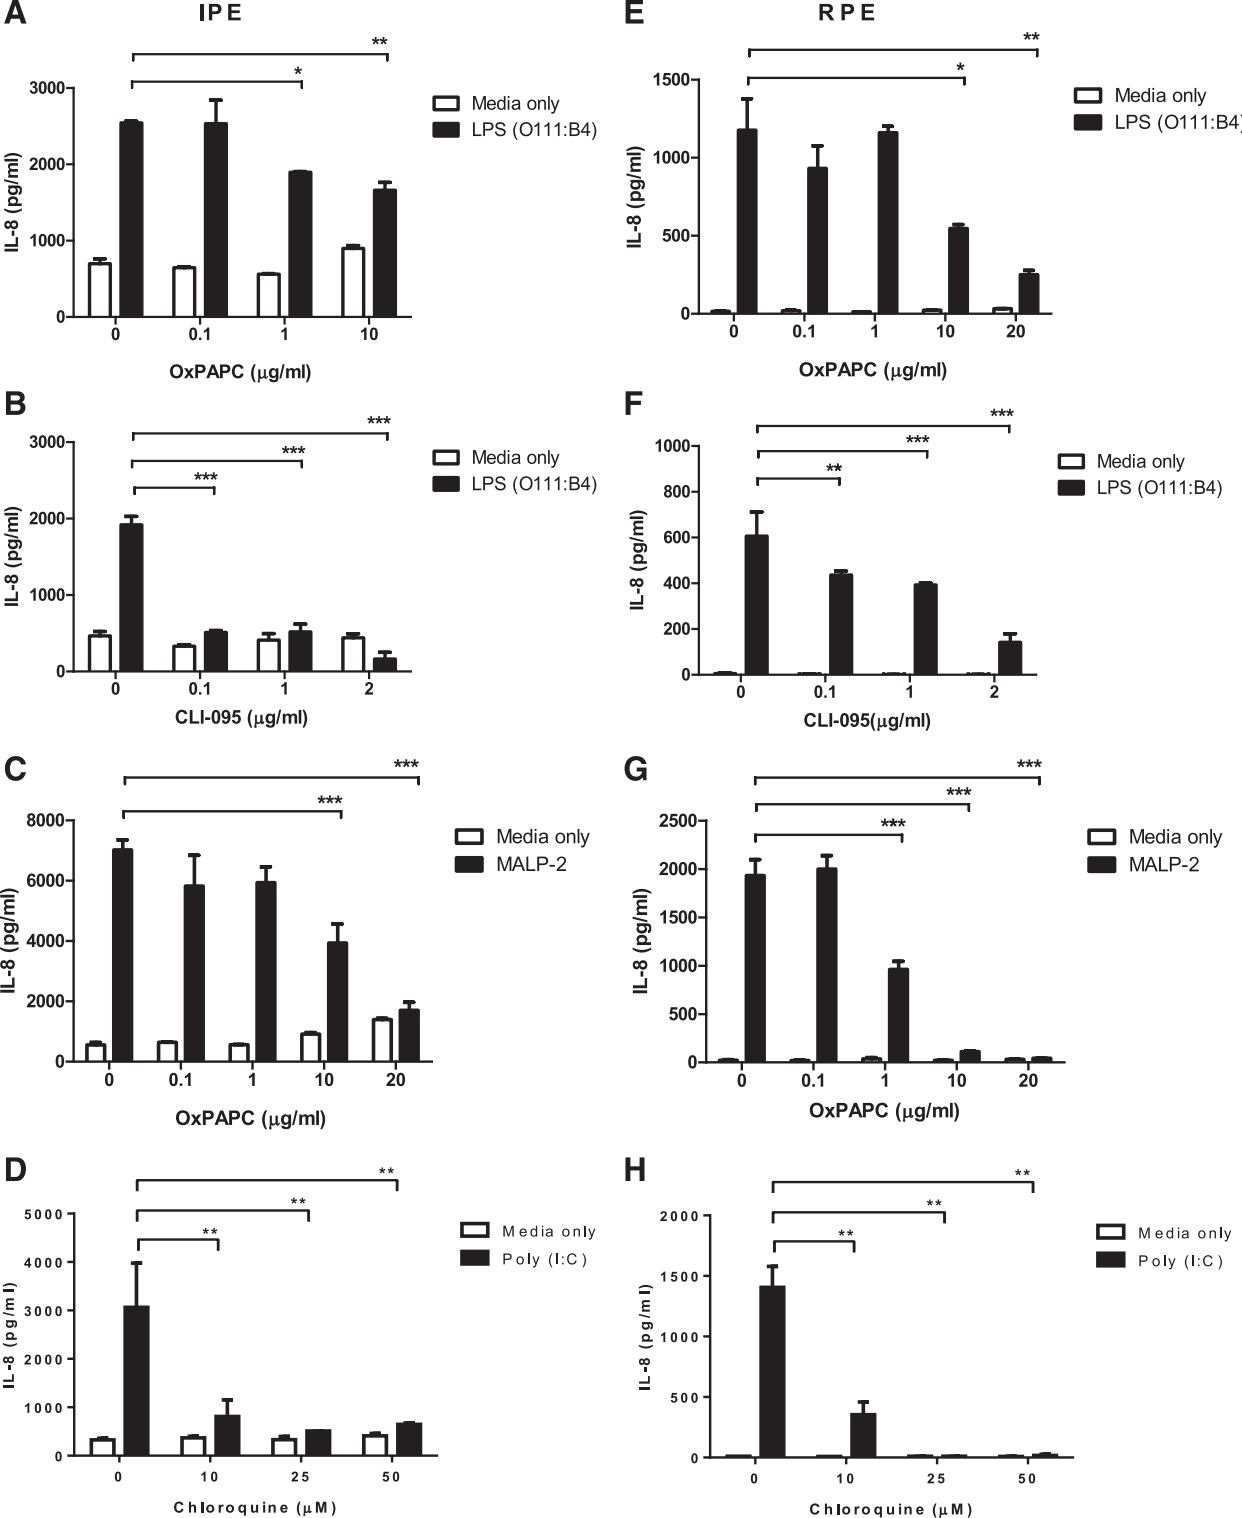 A
IPE
**
*
3000
2000
1000
0
IL-8 (pg/ml)
Media only
LPS (O111:B4)
0 0.1 1 10
OxPAPC (μg/ml)
E
RPE
**
*
1500
1000
500
0
IL-8 (pg/ml)
Media only
LPS (O111:B4)
0 0.1 1 10 20
OxPAPC (μg/ml)
B
***
***
***
3000
2000
1000
0
IL-8 (pg/ml)
Media only
LPS (O111:B4)
0 0.1 1 2
CLI-095 (μg/ml)
F
***
***
**
1000
800
600
400
200
0
IL-8 (pg/ml)
Media only
LPS (O111:B4)
0 0.1 1 2
CLI-095(μg/ml)
C
***
***
8000
6000
4000
2000
0
IL-8 (pg/ml)
Media only
MALP-2
0 0.1 1 10 20
OxPAPC (μg/ml)
G
***
***
***
2500
2000
1500
1000
500
0
IL-8 (pg/ml)
Media only
MALP-2
0 0.1 1 10 20
OxPAPC (μg/ml)
D
**
**
**
5000
4000
3000
2000
1000
0
IL-8 (pg/ml)
Media only
Poly (I:C)
0 10 25 50
Chloroquine (μM)
H
**
**
**
2000
1500
1000
500
0
IL-8 (pg/ml)
Media only
Poly (I:C)
0 10 25 50
Chloroquine (μM)